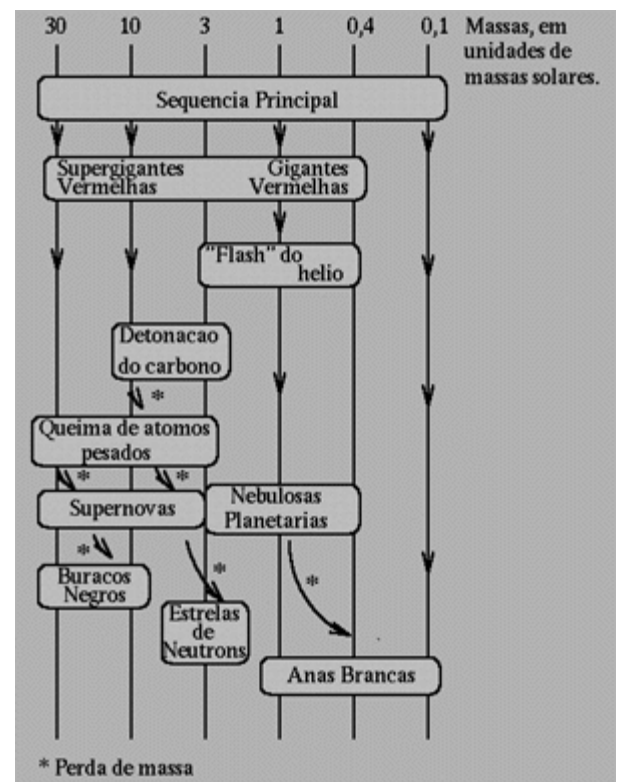 30 10 3 1 0,4 0,1 Massas, em
unidades de
massas solares.
Sequencia Principal
Supergigantes
Vermelhas
Gigantes
Vermelhas
"Flash" do
helio
Detonacao
do carbono
*
Queima de atomos
pesados
* *
Supernovas
Nebulosas
Planetarias
* * *
Buracos
Negros
Estrelas
de
Neutrons
Anas Brancas
* Perda de massa